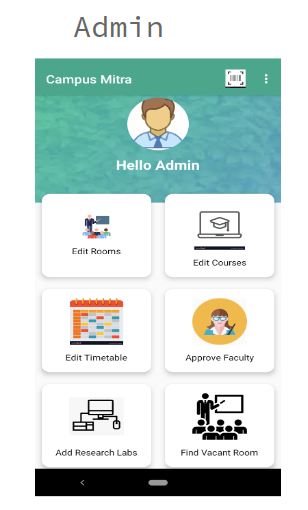 Admin
Campus Mitra
Hello Admin
Edit Rooms
Edit Courses
Edit Timetable
Approve Faculty
Add Research Labs
Find Vacant Room